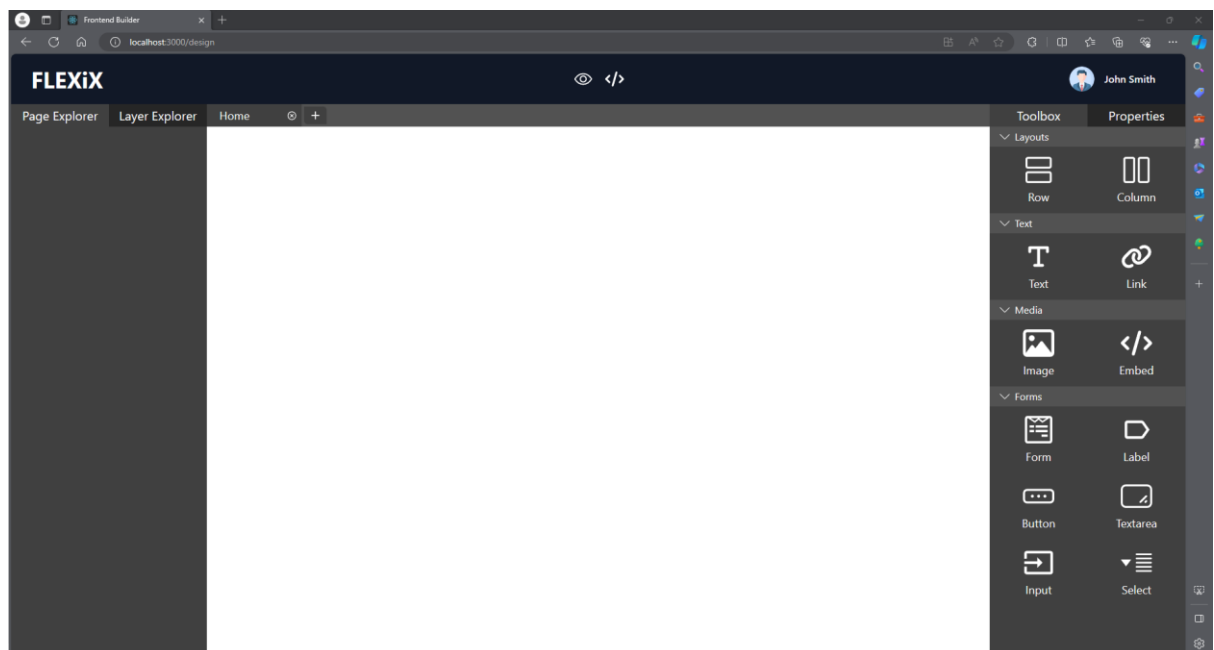 Frontend Builder
localhost:3000/design
FLEXiX
</>
John Smith
Page Explorer Layer Explorer Home
Toolbox Properties
Layouts
Row Column
Text
T
Text Link
Media
</>
Image Embed
Forms
Form Label
Button Textarea
Input Select